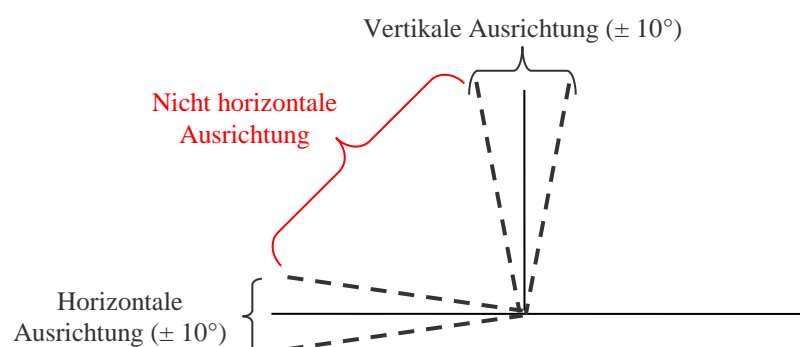 Vertikale Ausrichtung (± 10°)
Nicht horizontale
Ausrichtung
Horizontale
Ausrichtung (± 10°)